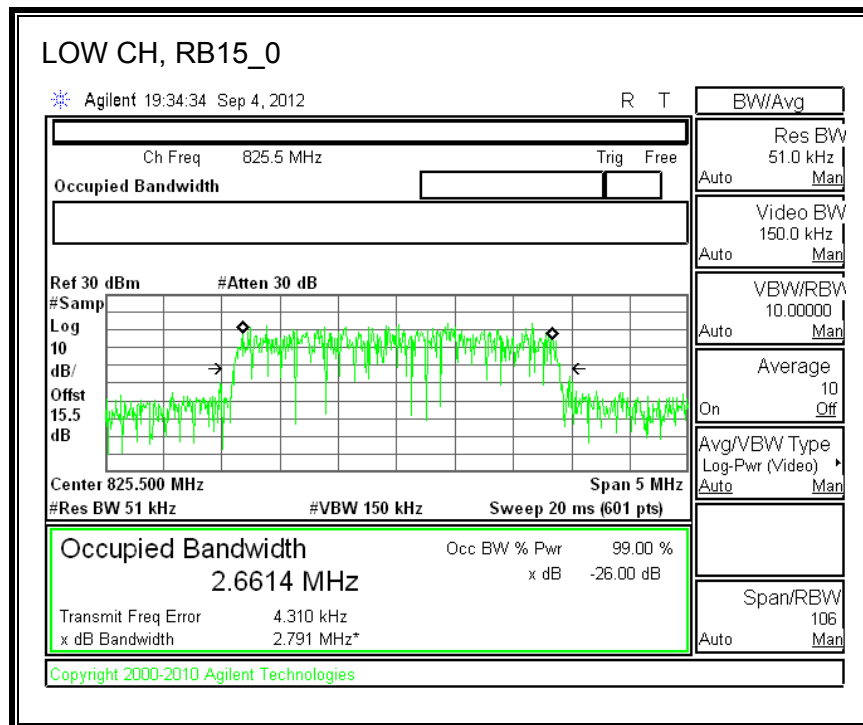 LOW CH, RB15_0
Agilent 19:34:34 Sep 4, 2012 R T
BW/Avg
Ch Freq 825.5 MHz Trig Free
Occupied Bandwidth
Res BW
51.0 kHz
Auto Man
Video BW
150.0 kHz
Auto Man
VBW/RBW
10.00000
Auto Man
Average
10
On Off
Avg/VBW Type
Log-Pwr (Video)
Auto Man
Span/RBW
106
Auto Man
Ref 30 dBm #Atten 30 dB
#Samp
Log
10
dB/
Offst
15.5
dB
Center 825.500 MHz Span 5 MHz
#Res BW 51 kHz #VBW 150 kHz Sweep 20 ms (601 pts)
Occupied Bandwidth
2.6614 MHz
Occ BW % Pwr 99.00 %
x dB -26.00 dB
Transmit Freq Error 4.310 kHz
x dB Bandwidth 2.791 MHz*
Copyright 2000-2010 Agilent Technologies